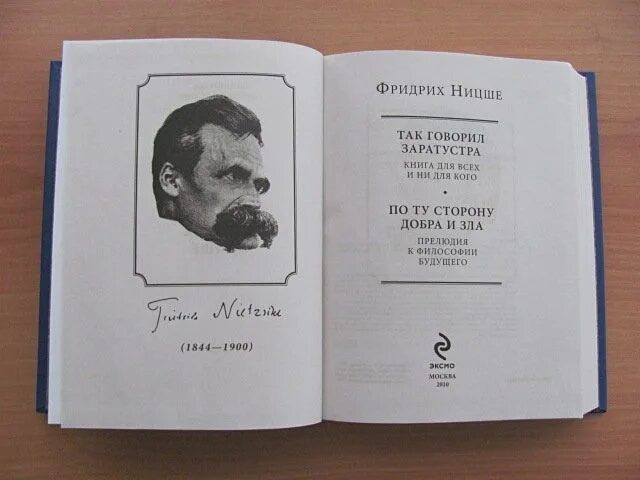 Friedrich Nietzsche
(1844—1900)
ФРИДРИХ НИЦШЕ
ТАК ГОВОРИЛ
ЗАРАТУСТРА
КНИГА ДЛЯ ВСЕХ
И НИ ДЛЯ КОГО
ПО ТУ СТОРОНУ
ДОБРА И ЗЛА
ПРЕЛЮДИЯ
К ФИЛОСОФИИ
БУДУЩЕГО
ЭКСМО
МОСКВА
2010